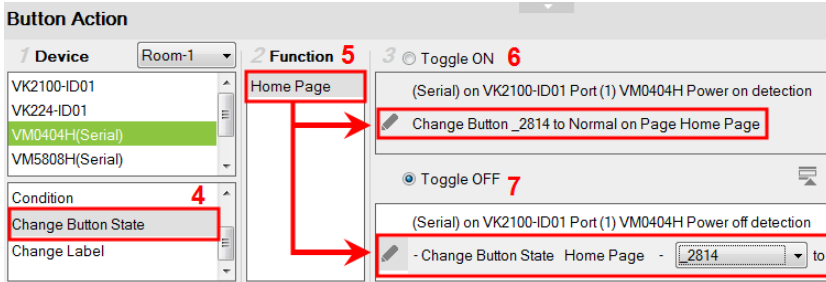 Button Action
1 Device Room-1 2 Function 5 3 Toggle ON 6
VK2100-ID01
VK224-ID01
VM0404H(Serial)
VM5808H(Serial)
Condition 4
Change Button State
Change Label
Home Page
(Serial) on VK2100-ID01 Port (1) VM0404H Power on detection
Change Button _2814 to Normal on Page Home Page
Toggle OFF 7
(Serial) on VK2100-ID01 Port (1) VM0404H Power off detection
- Change Button State Home Page - _2814 to